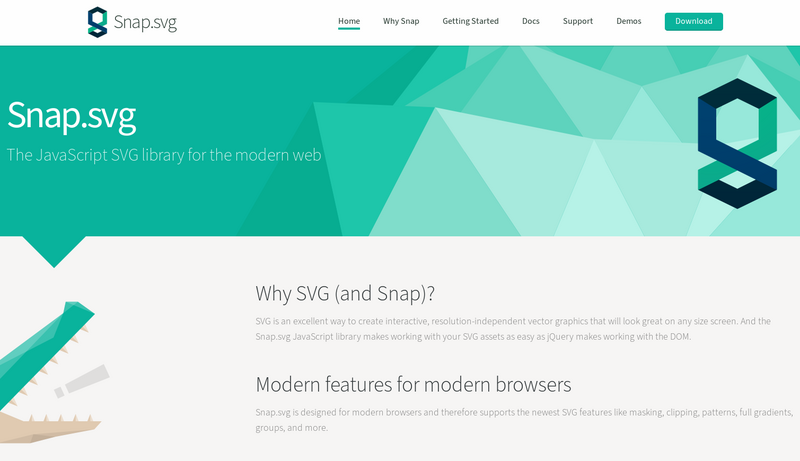 Snap.svg
Home Why Snap Getting Started Docs Support Demos Download
Snap.svg
The JavaScript SVG library for the modern web
Why SVG (and Snap)?
SVG is an excellent way to create interactive, resolution-independent vector graphics that will look great on any size screen. And the
Snap.svg JavaScript library makes working with your SVG assets as easy as jQuery makes working with the DOM.
Modern features for modern browsers
Snap.svg is designed for modern browsers and therefore supports the newest SVG features like masking, clipping, patterns, full gradients,
groups, and more.